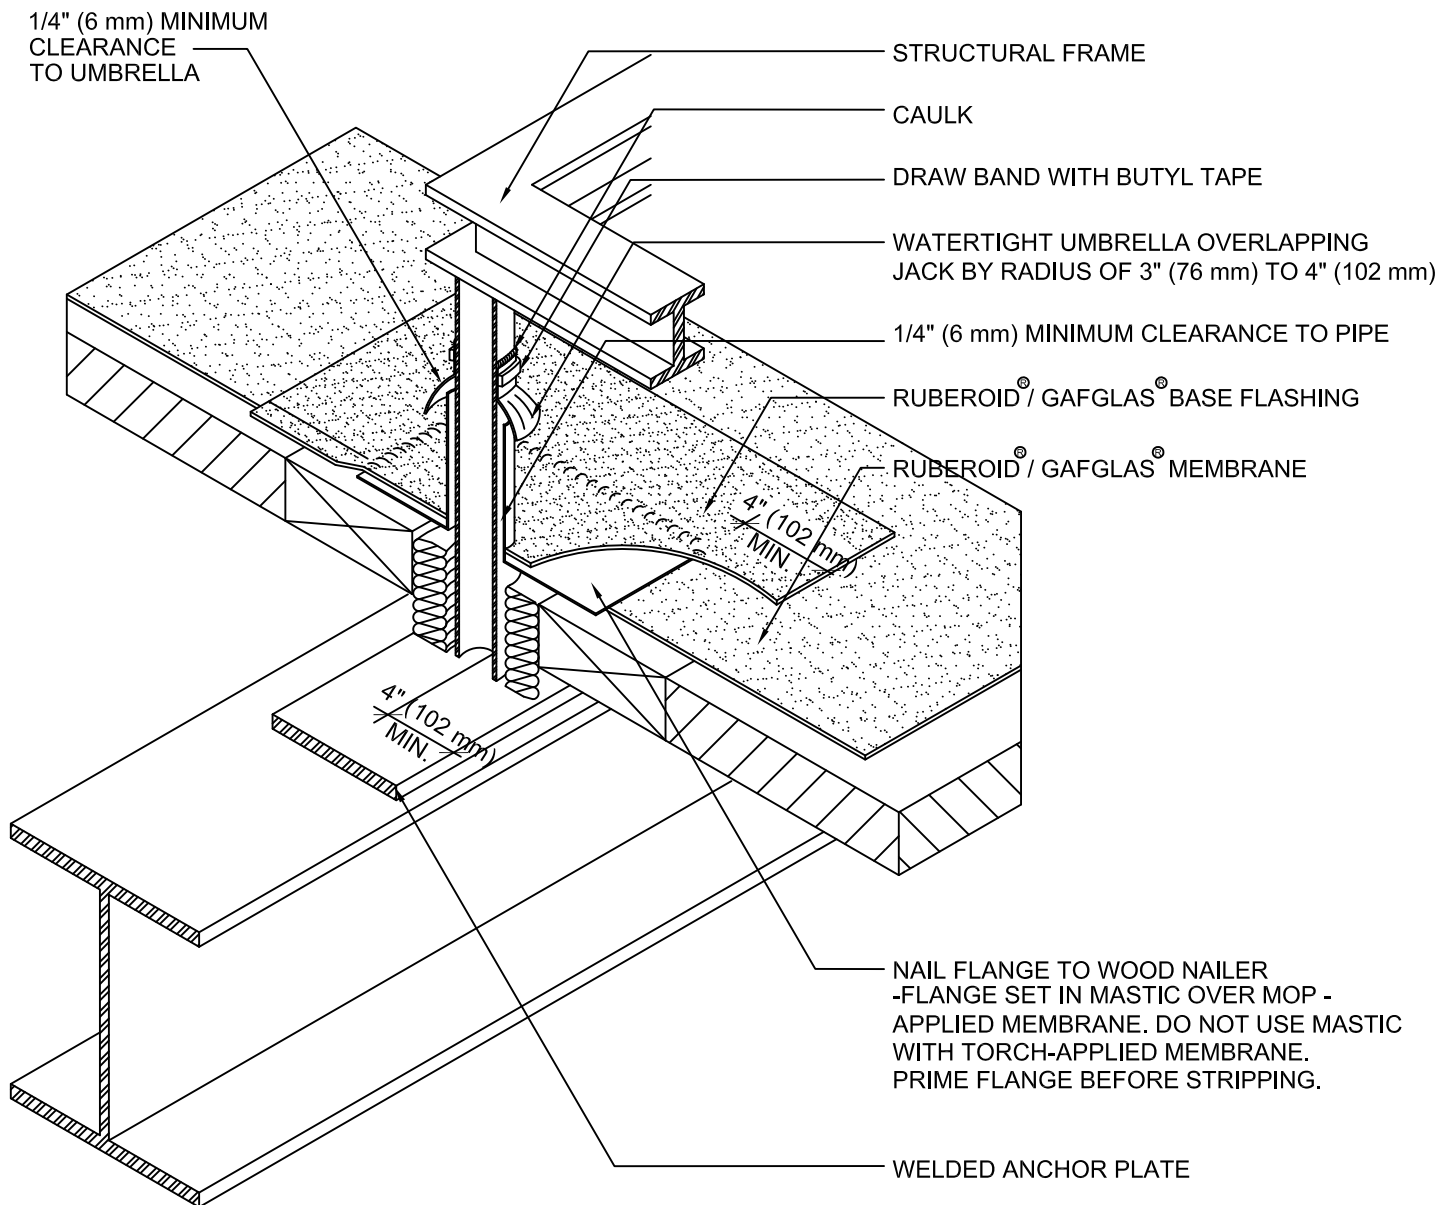 1/4" (6 mm) MINIMUM
CLEARANCE
TO UMBRELLA
STRUCTURAL FRAME
CAULK
DRAW BAND WITH BUTYL TAPE
WATERTIGHT UMBRELLA OVERLAPPING
JACK BY RADIUS OF 3" (76 mm) TO 4" (102 mm)
1/4" (6 mm) MINIMUM CLEARANCE TO PIPE
RUBEROID® / GAFGLAS® BASE FLASHING
RUBEROID® / GAFGLAS® MEMBRANE
4" (102 mm)
MIN.
4" (102 mm)
MIN.
NAIL FLANGE TO WOOD NAILER
-FLANGE SET IN MASTIC OVER MOP -
APPLIED MEMBRANE. DO NOT USE MASTIC
WITH TORCH-APPLIED MEMBRANE.
PRIME FLANGE BEFORE STRIPPING.
WELDED ANCHOR PLATE